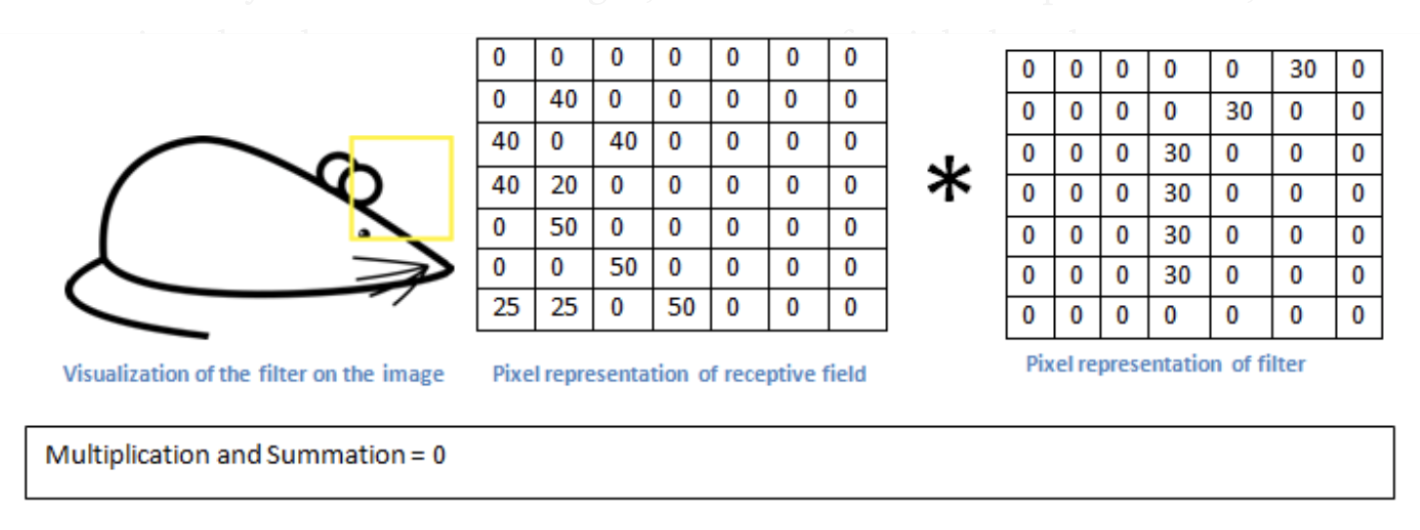 0 0 0 0 0 0 0
0 40 0 0 0 0 0
40 0 40 0 0 0 0
40 20 0 0 0 0 0
0 50 0 0 0 0 0
0 0 50 0 0 0 0
25 25 0 50 0 0 0
*
0 0 0 0 0 30 0
0 0 0 0 30 0 0
0 0 0 30 0 0 0
0 0 0 30 0 0 0
0 0 0 30 0 0 0
0 0 0 30 0 0 0
0 0 0 0 0 0 0
Visualization of the filter on the image
Pixel representation of receptive field
Pixel representation of filter
Multiplication and Summation = 0